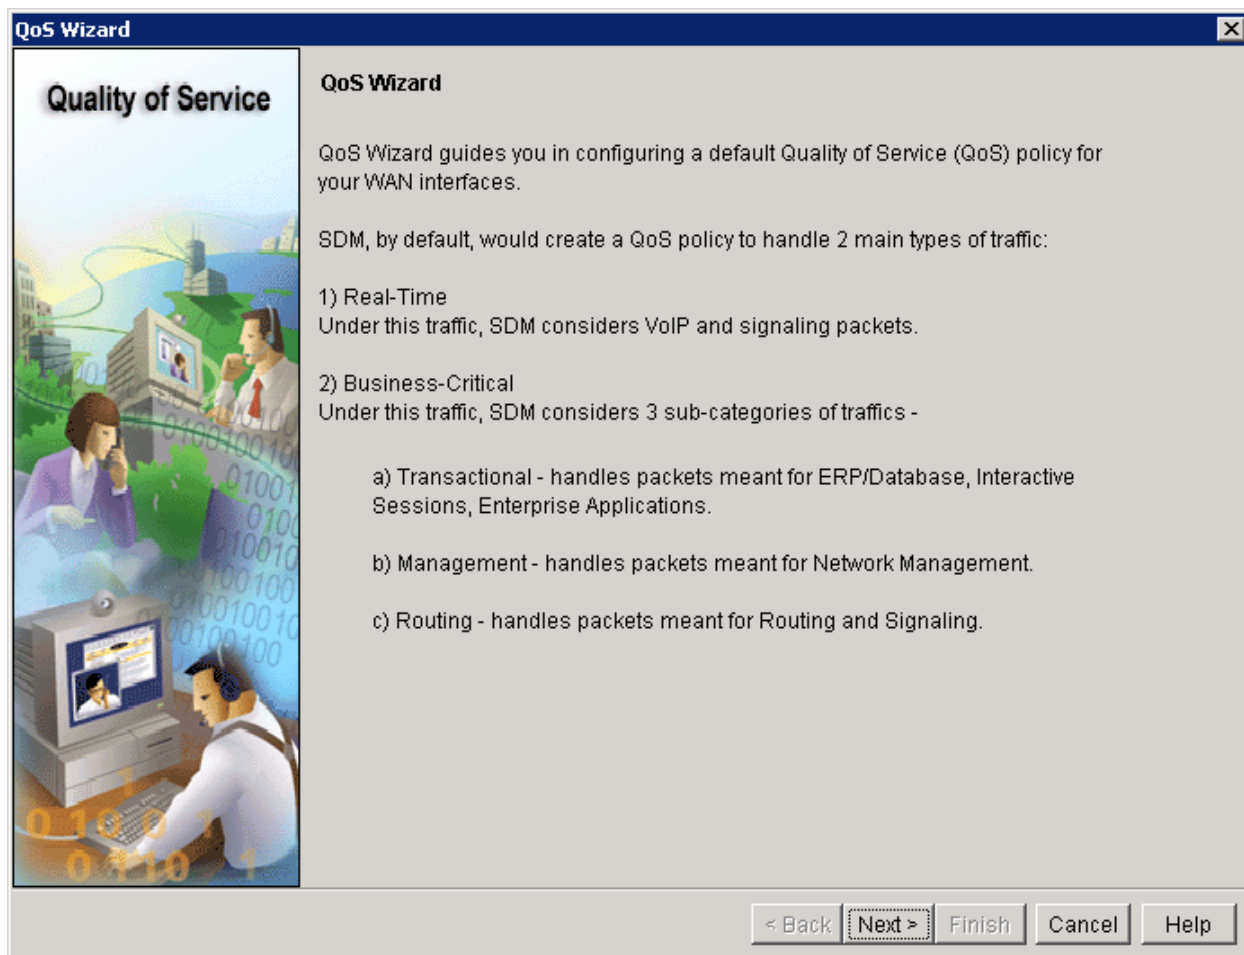 QoS Wizard
Quality of Service
QoS Wizard
QoS Wizard guides you in configuring a default Quality of Service (QoS) policy for
your WAN interfaces.
SDM, by default, would create a QoS policy to handle 2 main types of traffic:
1) Real-Time
Under this traffic, SDM considers VoIP and signaling packets.
2) Business-Critical
Under this traffic, SDM considers 3 sub-categories of traffics -
a) Transactional - handles packets meant for ERP/Database, Interactive
Sessions, Enterprise Applications.
b) Management - handles packets meant for Network Management.
c) Routing - handles packets meant for Routing and Signaling.
< Back
Next >
Finish
Cancel
Help